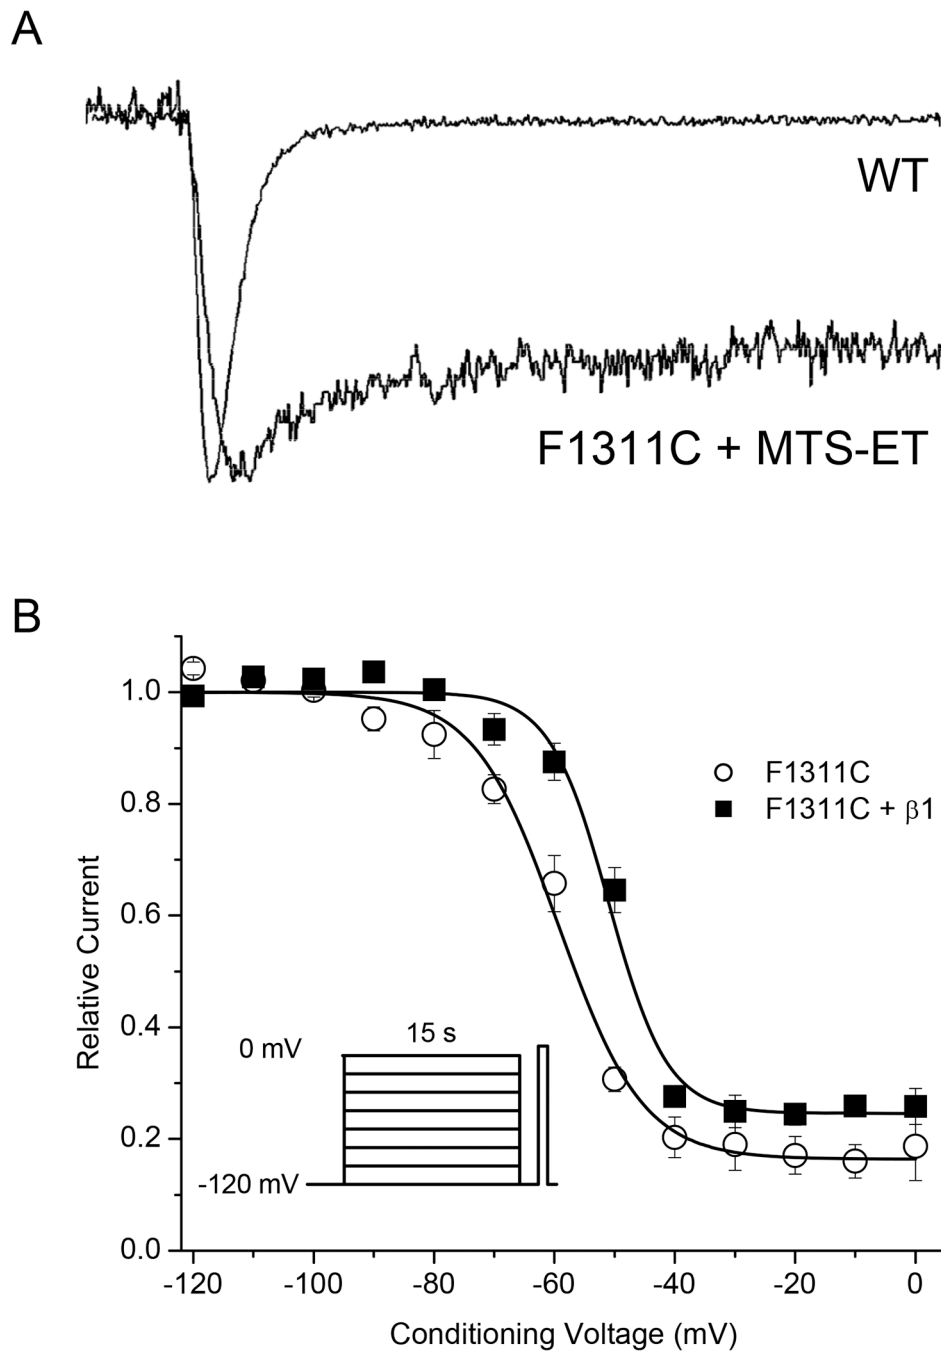 A
WT
F1311C + MTS-ET
B
1.0
0.8
0.6
0.4
0.2
0.0
Relative Current
F1311C
F1311C + β1
15 s
0 mV
-120 mV
-120
-100
-80
-60
-40
-20
0
Conditioning Voltage (mV)